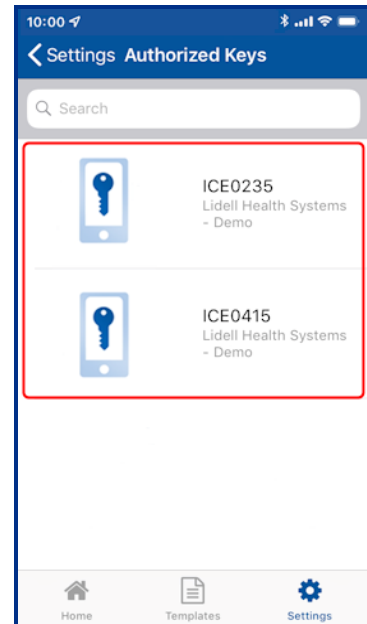 10:00
Settings Authorized Keys
Search
ICE0235
Lidell Health Systems
- Demo
ICE0415
Lidell Health Systems
- Demo
Home Templates Settings